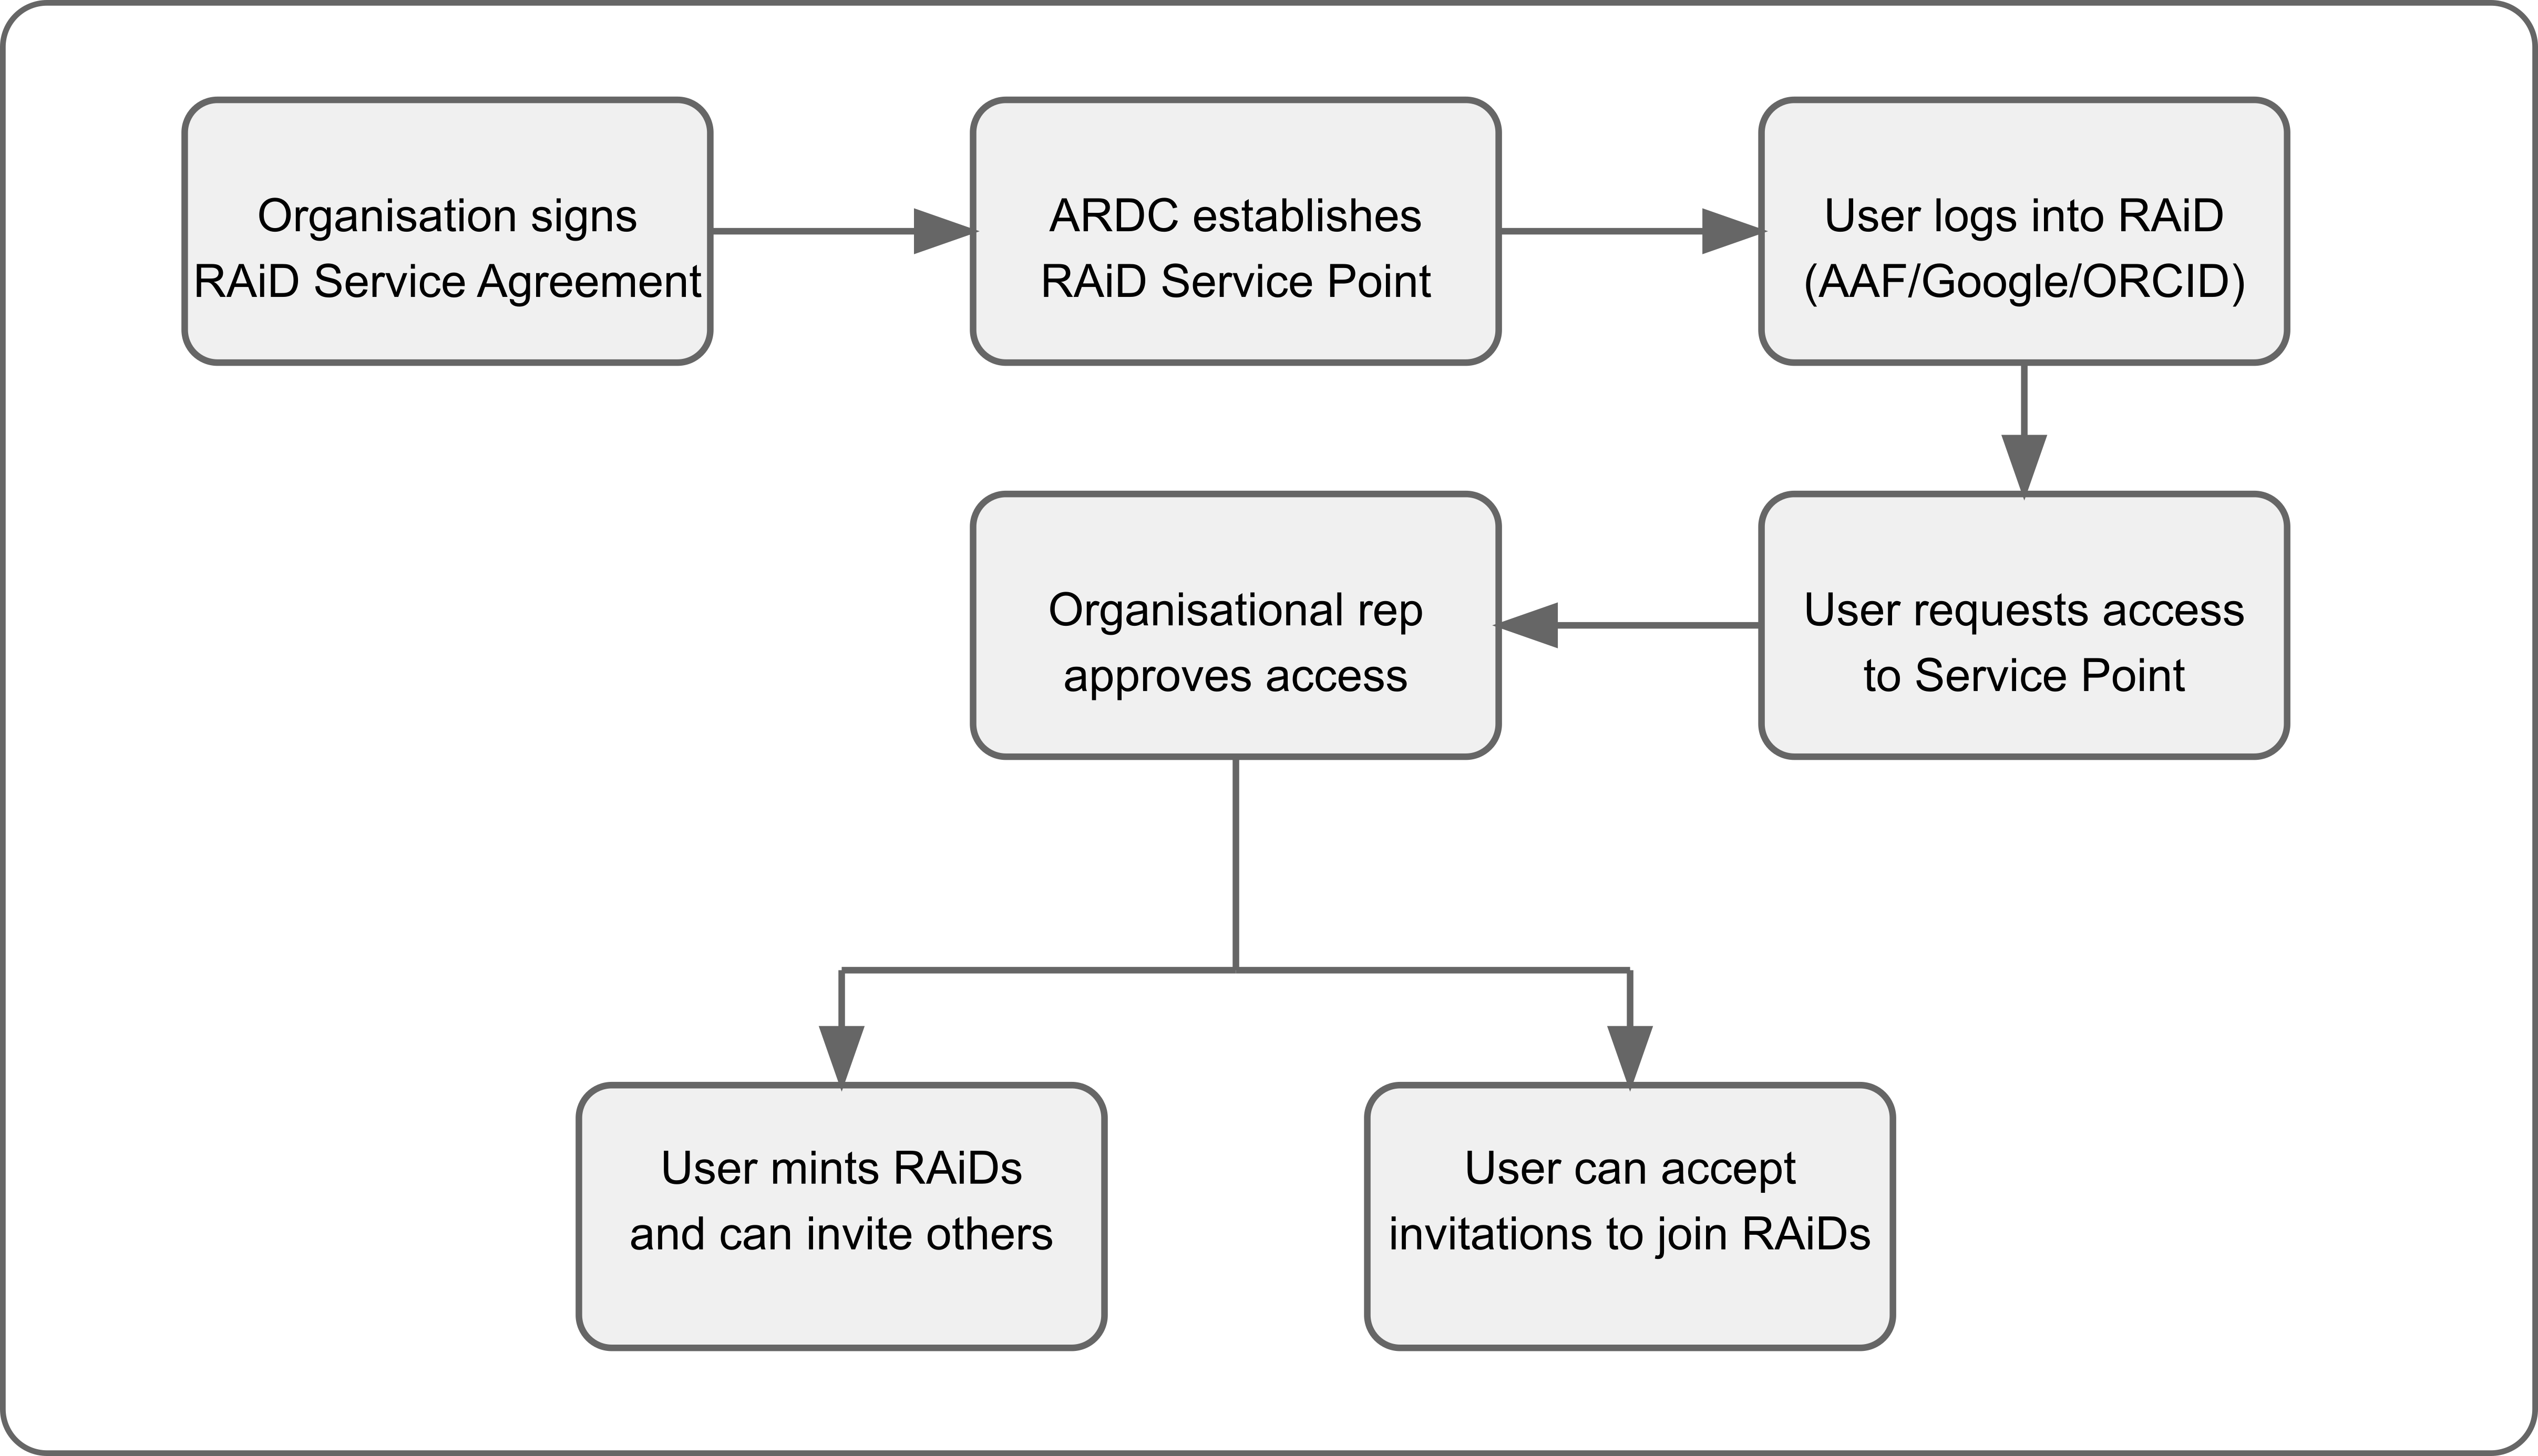 Organisation signs
RAiD Service Agreement
ARDC establishes
RAiD Service Point
User logs into RAiD
(AAF/Google/ORCID)
Organisational rep
approves access
User requests access
to Service Point
User mints RAiDs
and can invite others
User can accept
invitations to join RAiDs